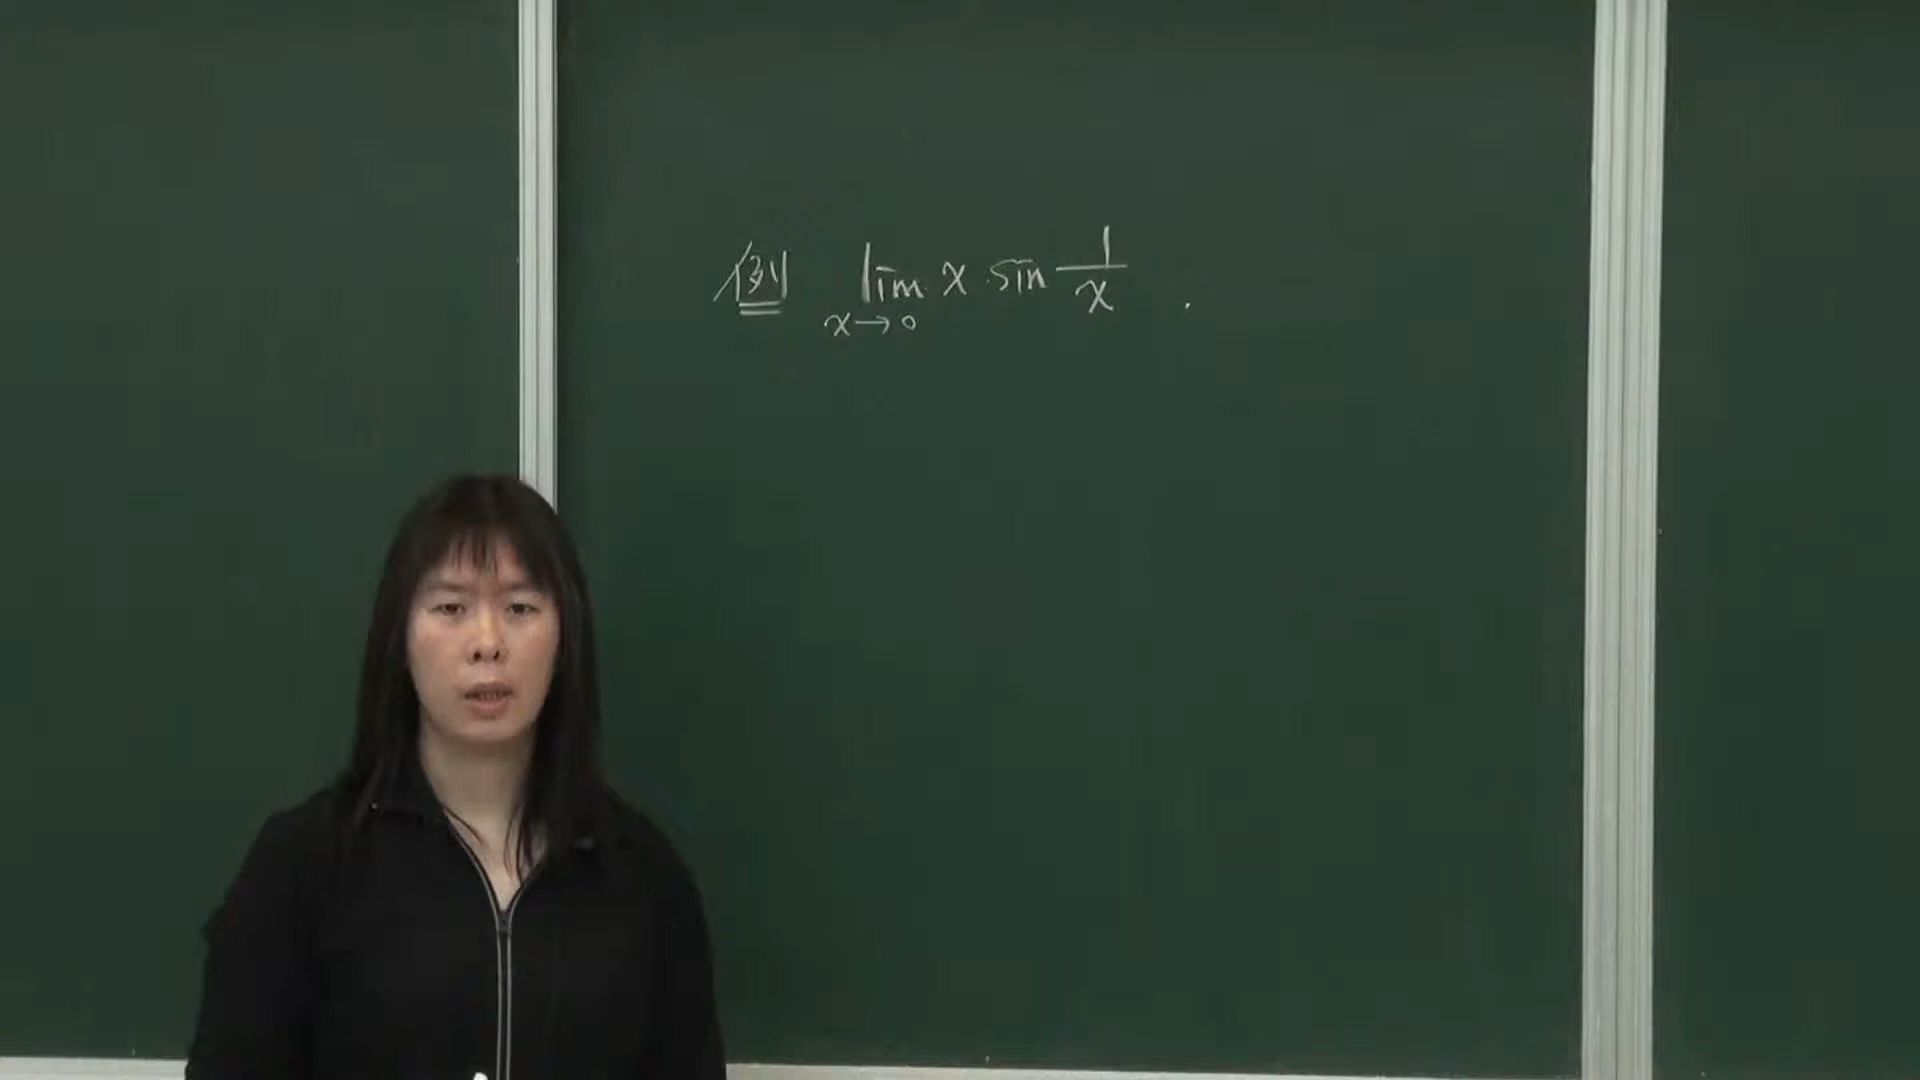 例 lim x→0 x sin 1/x .